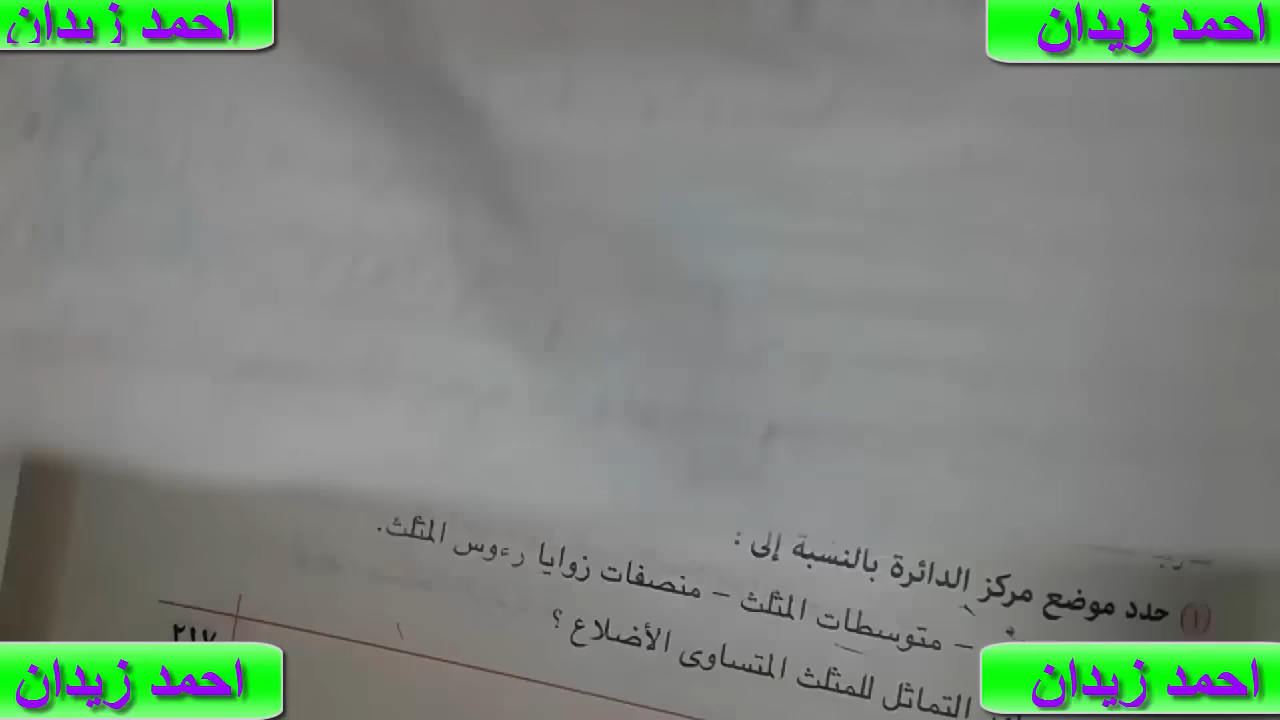 احمد زيدان
احمد زيدان
(١) حدد موضع مركز الدائرة بالنسبة إلى :
– متوسطات المثلث – منصفات زوايا رءوس المثلث.
التماثل للمثلث المتساوى الأضلاع ؟
٢١٧
احمد زيدان
احمد زيدان